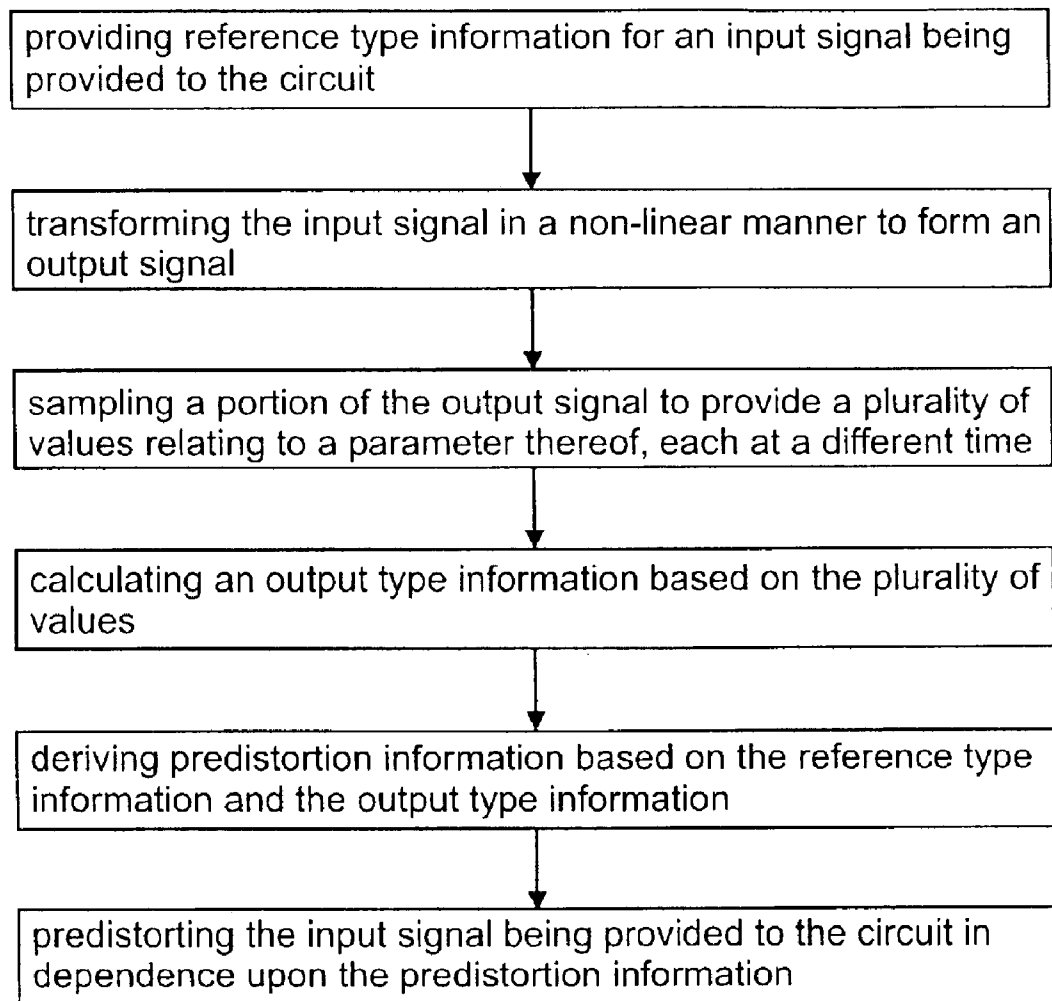 providing reference type information for an input signal being
provided to the circuit
transforming the input signal in a non-linear manner to form an
output signal
sampling a portion of the output signal to provide a plurality of
values relating to a parameter thereof, each at a different time
calculating an output type information based on the plurality of
values
deriving predistortion information based on the reference type
information and the output type information
predistorting the input signal being provided to the circuit in
dependence upon the predistortion information